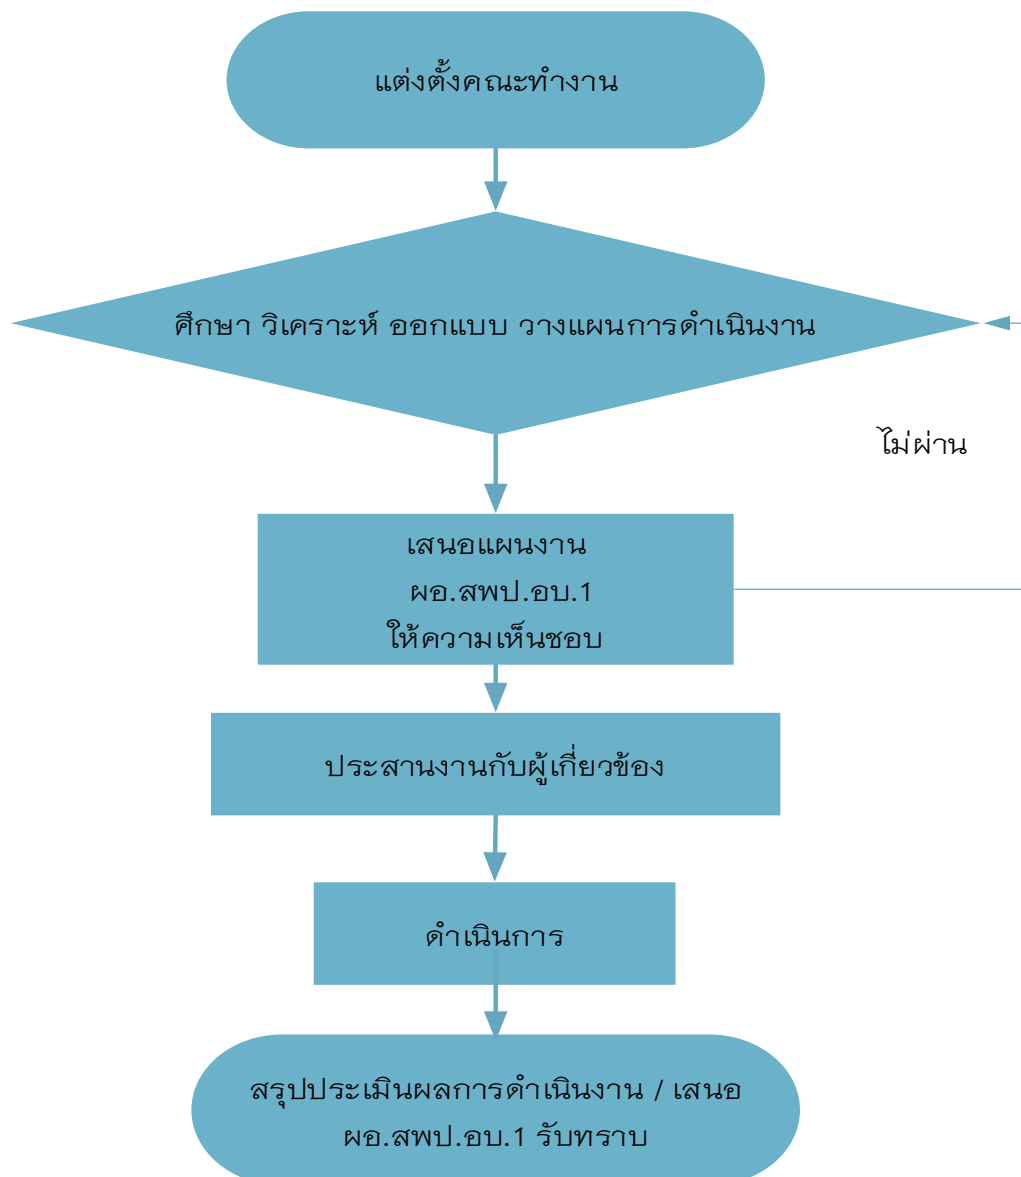 แต่งตั้งคณะทำงาน
ศึกษา วิเคราะห์ ออกแบบ วางแผนการดำเนินงาน
ไม่ผ่าน
เสนอแผนงาน
ผอ.สพป.อบ.1
ให้ความเห็นชอบ
ประสานงานกับผู้เกี่ยวข้อง
ดำเนินการ
สรุปประเมินผลการดำเนินงาน / เสนอ
ผอ.สพป.อบ.1 รับทราบ